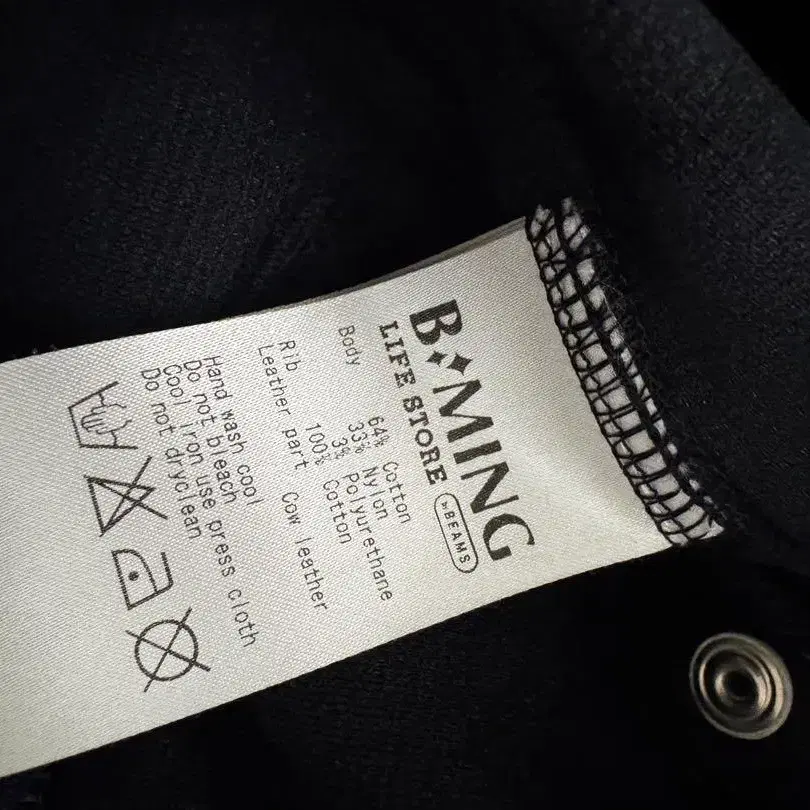 B✦MING
LIFE STORE by BEAMS
Body 64% Cotton
33% Nylon
3% Polyurethane
Rib 100% Cotton
Leather part Cow leather
Hand wash cool
Do not bleach
Cool iron use press cloth
Do not dryclean